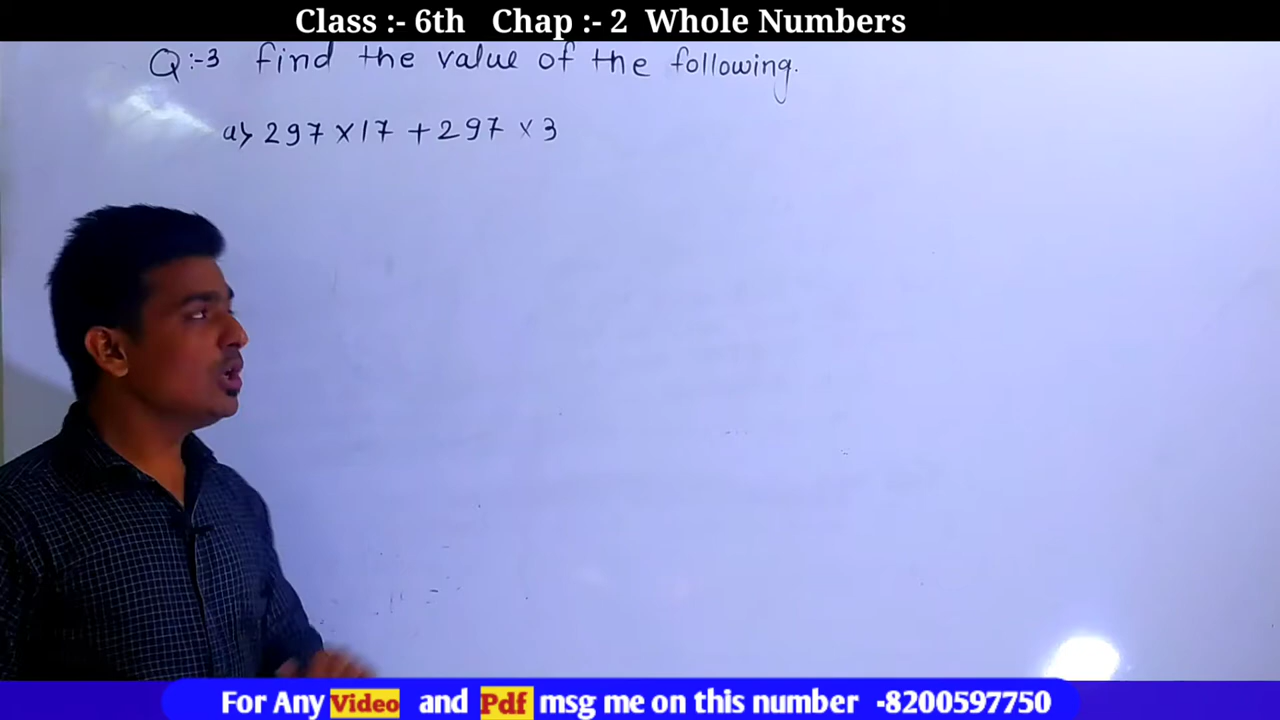 Class :- 6th Chap :- 2 Whole Numbers
Q:-3 find the value of the following.
a> 297 × 17 + 297 × 3
For Any Video and Pdf msg me on this number -8200597750